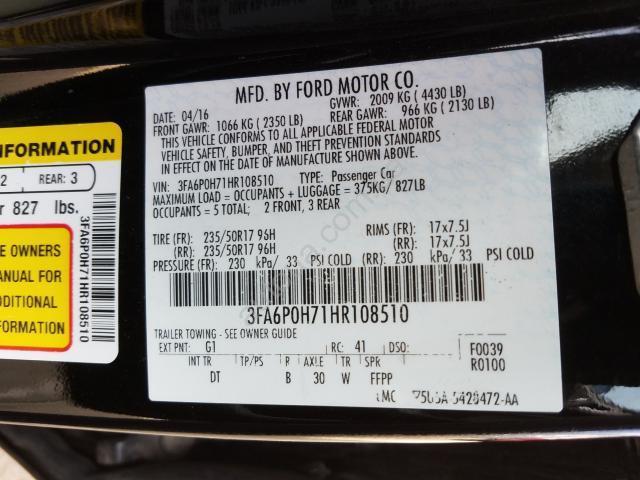 MFD. BY FORD MOTOR CO.
DATE: 04/16 GVWR: 2009 KG ( 4430 LB)
FRONT GAWR: 1066 KG ( 2350 LB) REAR GAWR: 966 KG ( 2130 LB)
THIS VEHICLE CONFORMS TO ALL APPLICABLE FEDERAL MOTOR
VEHICLE SAFETY, BUMPER, AND THEFT PREVENTION STANDARDS
IN EFFECT ON THE DATE OF MANUFACTURE SHOWN ABOVE.
VIN: 3FA6P0H71HR108510 TYPE: Passenger Car
MAXIMUM LOAD = OCCUPANTS + LUGGAGE = 375KG/ 827LB
OCCUPANTS = 5 TOTAL; 2 FRONT, 3 REAR
TIRE (FR): 235/50R17 96H RIMS (FR): 17x7.5J
(RR): 235/50R17 96H (RR): 17x7.5J
PRESSURE (FR): 230 kPa/ 33 PSI COLD (RR): 230 kPa/ 33 PSI COLD
3FA6P0H71HR108510
TRAILER TOWING - SEE OWNER GUIDE
EXT PNT: G1 RC: 41 DSO: F0039
R0100
INT TR TP/PS R AXLE TR SPR
DT B 30 W FFPP
NFORMATION
2 REAR: 3
827 lbs.
E OWNERS
ANUAL FOR
DDITIONAL
FORMATION
3FA6P0H71HR108510